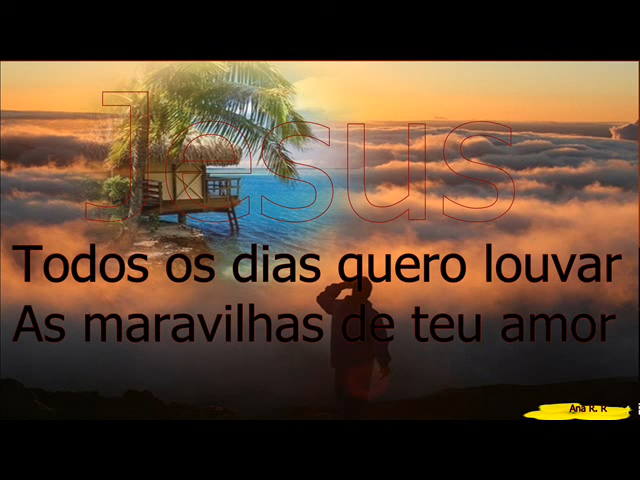 Jesus
Todos os dias quero louvar
As maravilhas de teu amor
Ana R. R